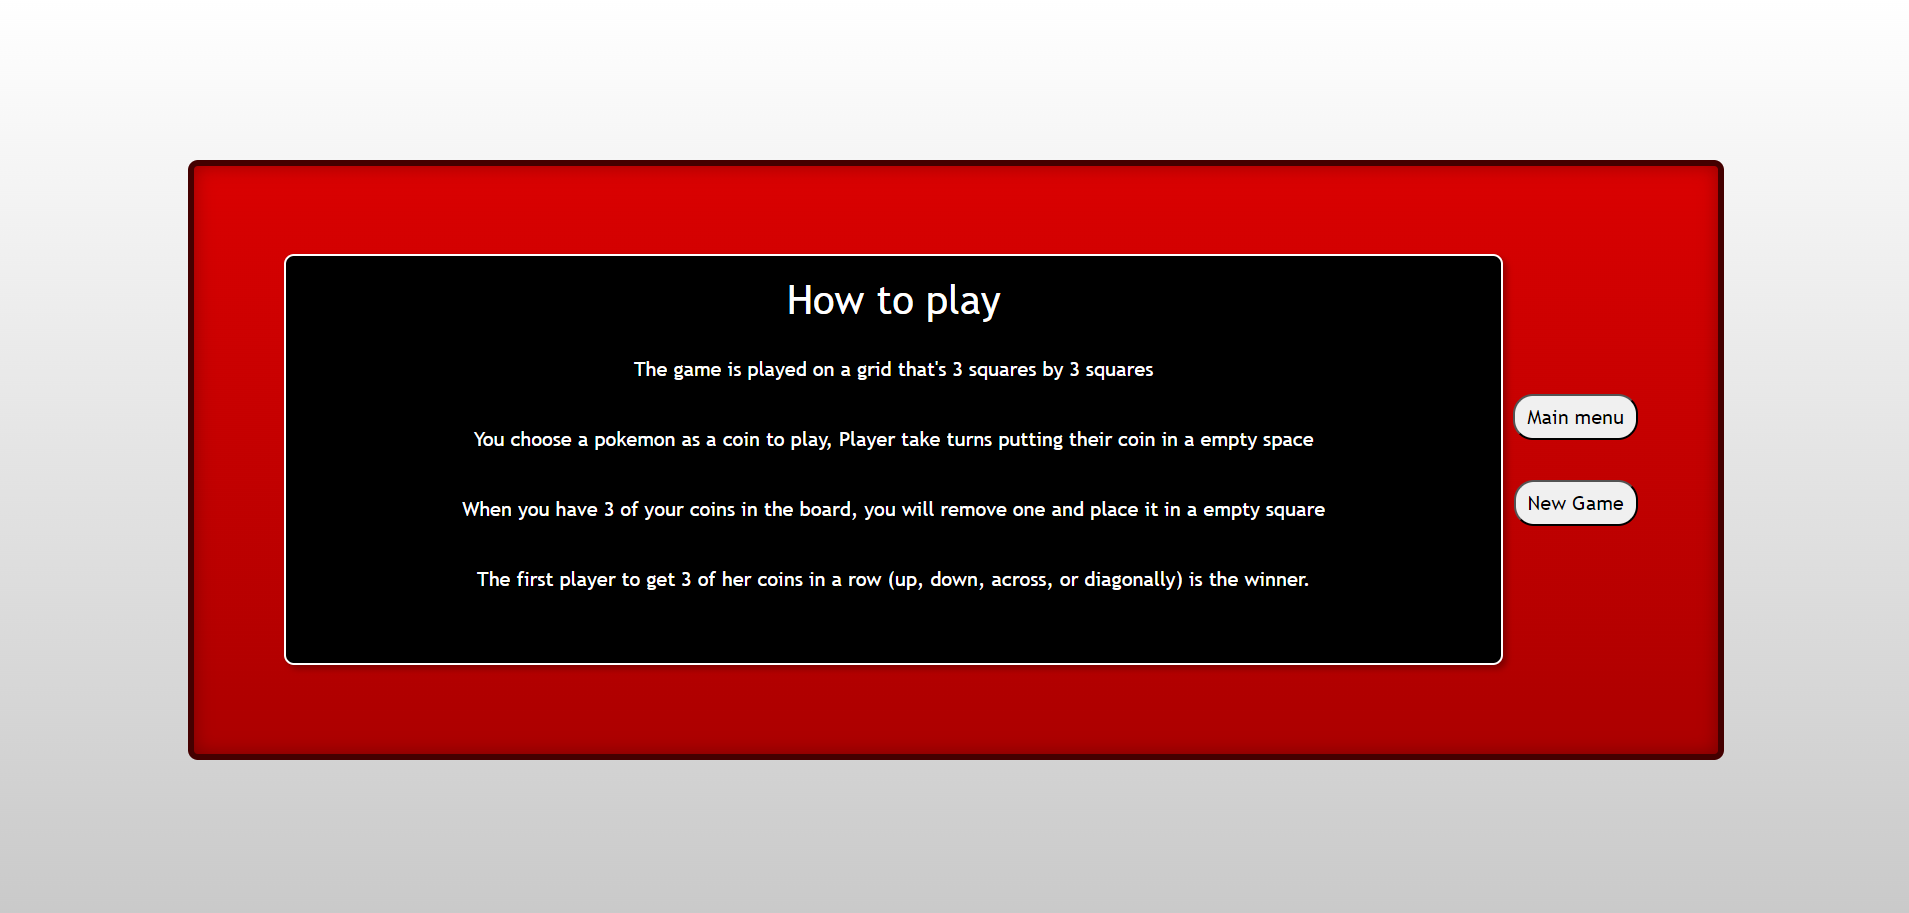 How to play
The game is played on a grid that's 3 squares by 3 squares
You choose a pokemon as a coin to play, Player take turns putting their coin in a empty space
When you have 3 of your coins in the board, you will remove one and place it in a empty square
The first player to get 3 of her coins in a row (up, down, across, or diagonally) is the winner.
Main menu
New Game